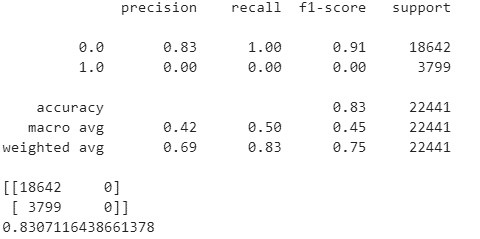 precision recall f1-score support
0.0 0.83 1.00 0.91 18642
1.0 0.00 0.00 0.00 3799
accuracy 0.83 22441
macro avg 0.42 0.50 0.45 22441
weighted avg 0.69 0.83 0.75 22441
[[18642 0]
[ 3799 0]]
0.8307116438661378